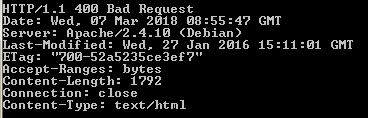 HTTP/1.1 400 Bad Request
Date: Wed, 07 Mar 2018 08:55:47 GMT
Server: Apache/2.4.10 (Debian)
Last-Modified: Wed, 27 Jan 2016 15:11:01 GMT
ETag: "700-52a5235ce3ef7"
Accept-Ranges: bytes
Content-Length: 1792
Connection: close
Content-Type: text/html